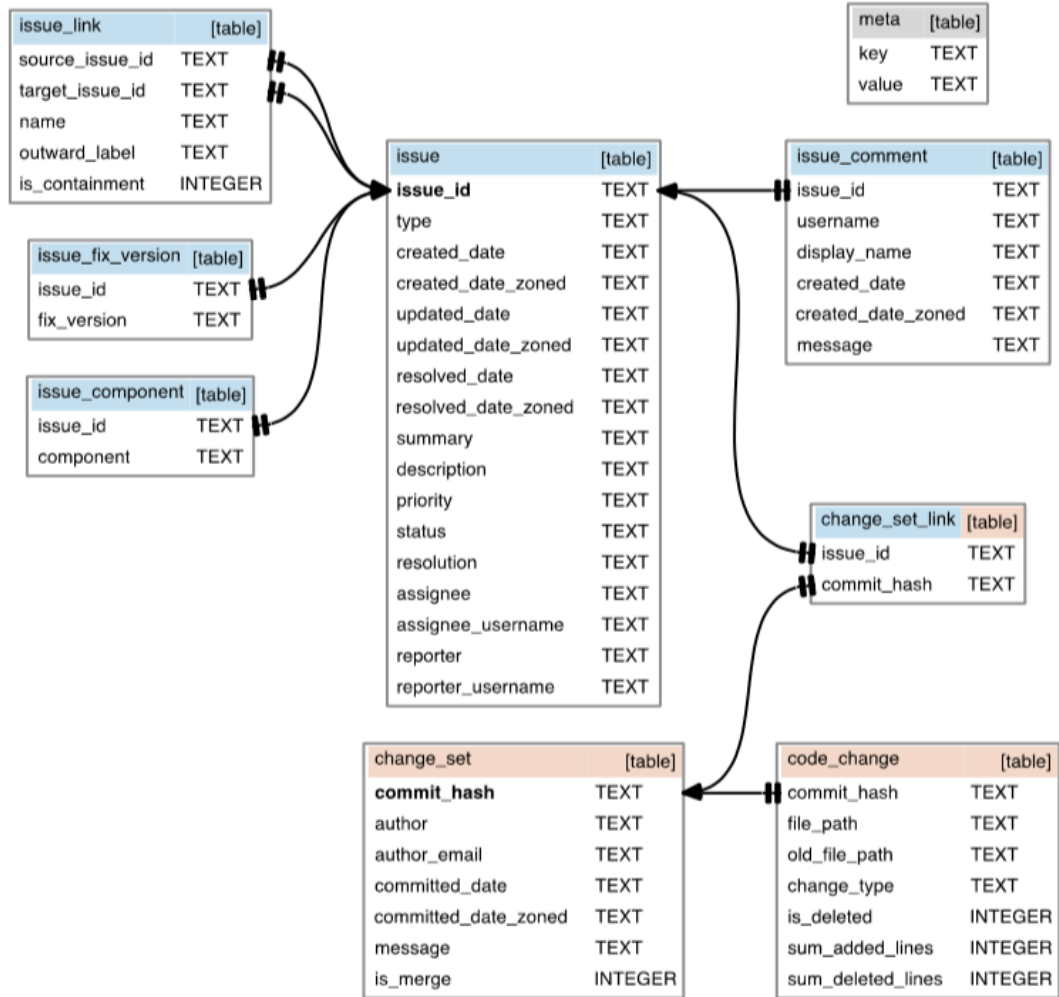 issue_link [table]
source_issue_id TEXT
target_issue_id TEXT
name TEXT
outward_label TEXT
is_containment INTEGER
meta [table]
key TEXT
value TEXT
issue_fix_version [table]
issue_id TEXT
fix_version TEXT
issue_component [table]
issue_id TEXT
component TEXT
issue [table]
issue_id TEXT
type TEXT
created_date TEXT
created_date_zoned TEXT
updated_date TEXT
updated_date_zoned TEXT
resolved_date TEXT
resolved_date_zoned TEXT
summary TEXT
description TEXT
priority TEXT
status TEXT
resolution TEXT
assignee TEXT
assignee_username TEXT
reporter TEXT
reporter_username TEXT
issue_comment [table]
issue_id TEXT
username TEXT
display_name TEXT
created_date TEXT
created_date_zoned TEXT
message TEXT
change_set_link [table]
issue_id TEXT
commit_hash TEXT
change_set [table]
commit_hash TEXT
author TEXT
author_email TEXT
committed_date TEXT
committed_date_zoned TEXT
message TEXT
is_merge INTEGER
code_change [table]
commit_hash TEXT
file_path TEXT
old_file_path TEXT
change_type TEXT
is_deleted INTEGER
sum_added_lines INTEGER
sum_deleted_lines INTEGER